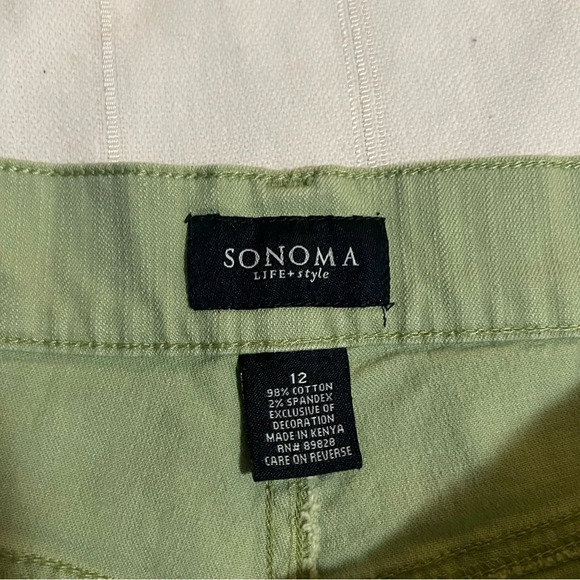 SONOMA
LIFE+style
12
98% COTTON
2% SPANDEX
EXCLUSIVE OF
DECORATION
MADE IN KENYA
RN# 89828
CARE ON REVERSE